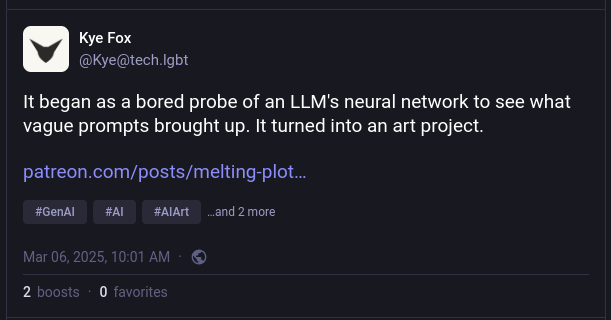 Kye Fox
@Kye@tech.lgbt
It began as a bored probe of an LLM's neural network to see what
vague prompts brought up. It turned into an art project.
patreon.com/posts/melting-plot…
#GenAI #AI #AIArt …and 2 more
Mar 06, 2025, 10:01 AM ·
2 boosts · 0 favorites